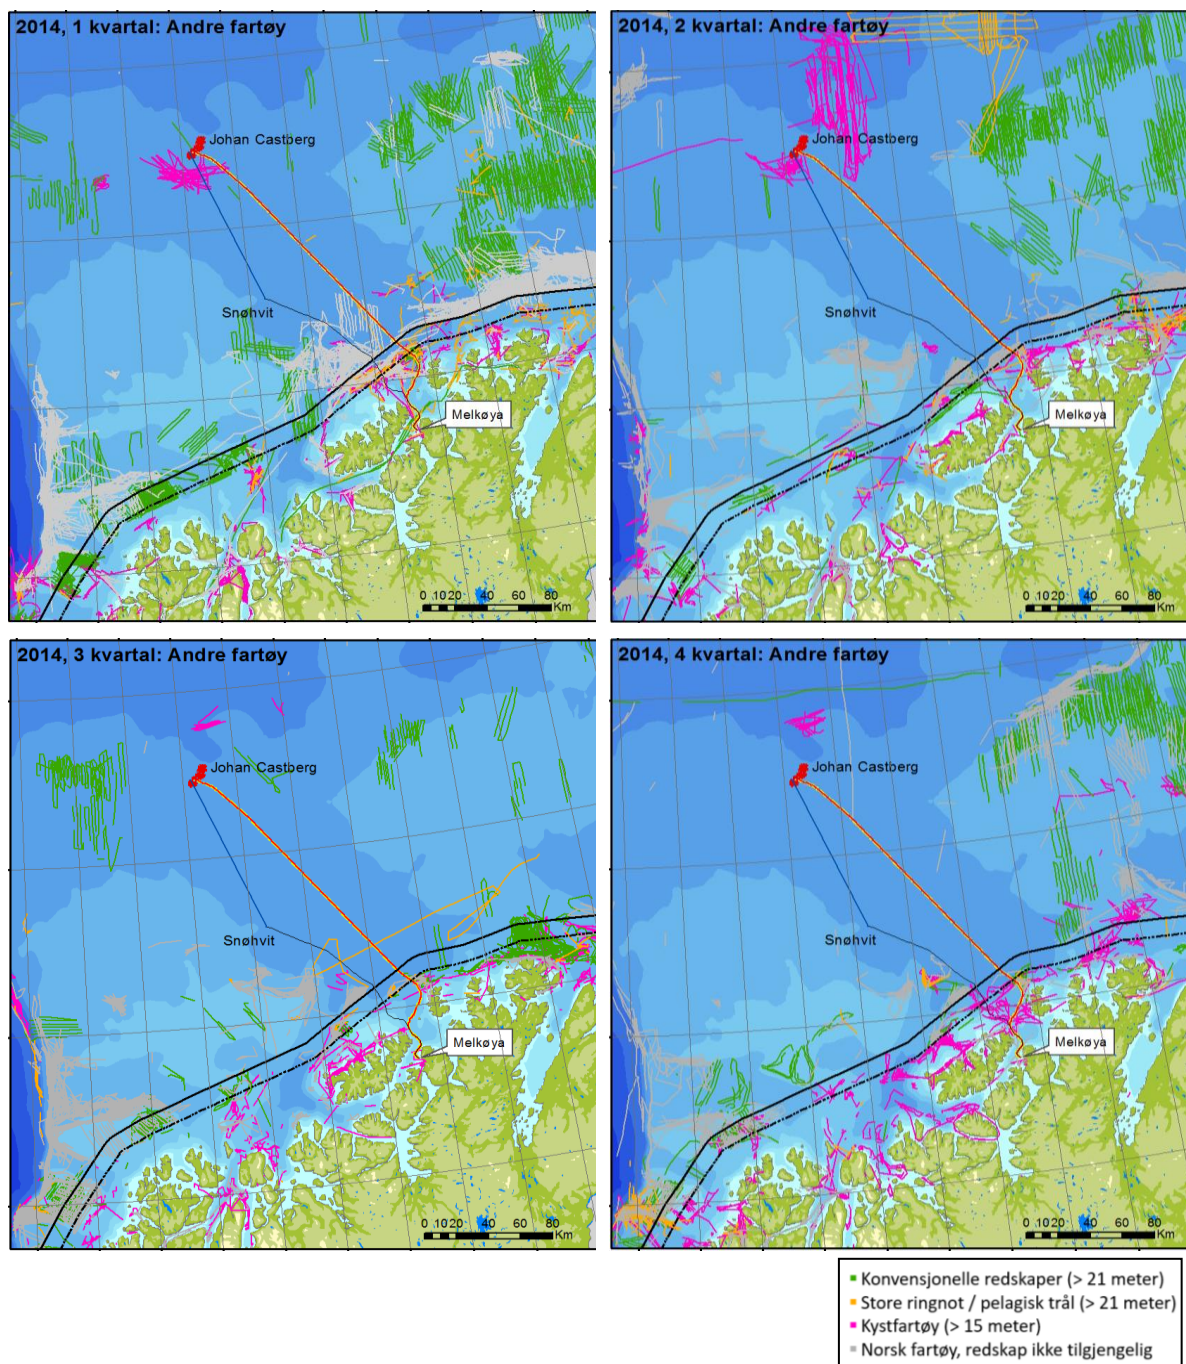 2014, 1 kvartal: Andre fartøy
Johan Castberg
Snøhvit
Melkøya
0 10 20 40 60 80
Km
2014, 2 kvartal: Andre fartøy
Johan Castberg
Snøhvit
Melkøya
0 10 20 40 60 80
Km
2014, 3 kvartal: Andre fartøy
Johan Castberg
Snøhvit
Melkøya
0 10 20 40 60 80
Km
2014, 4 kvartal: Andre fartøy
Johan Castberg
Snøhvit
Melkøya
0 10 20 40 60 80
Km
Konvensjonelle redskaper (> 21 meter)
Store ringnot / pelagisk trål (> 21 meter)
Kystfartøy (> 15 meter)
Norsk fartøy, redskap ikke tilgjengelig